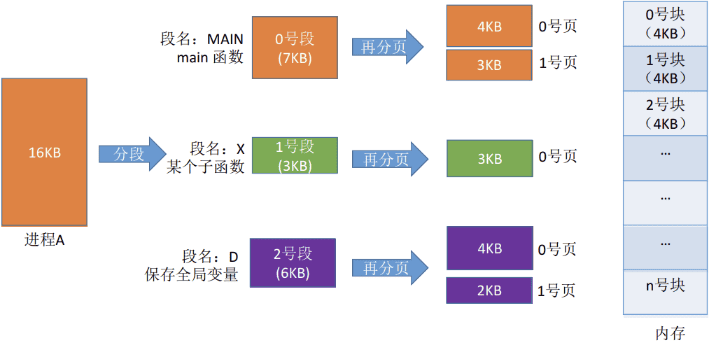 16KB
进程A
分段
段名：MAIN
main 函数
0号段
(7KB)
再分页
4KB
0号页
3KB
1号页
段名：X
某个子函数
1号段
(3KB)
再分页
3KB
0号页
段名：D
保存全局变量
2号段
(6KB)
再分页
4KB
0号页
2KB
1号页
0号块
（4KB）
1号块
（4KB）
2号块
（4KB）
...
...
...
n号块
内存